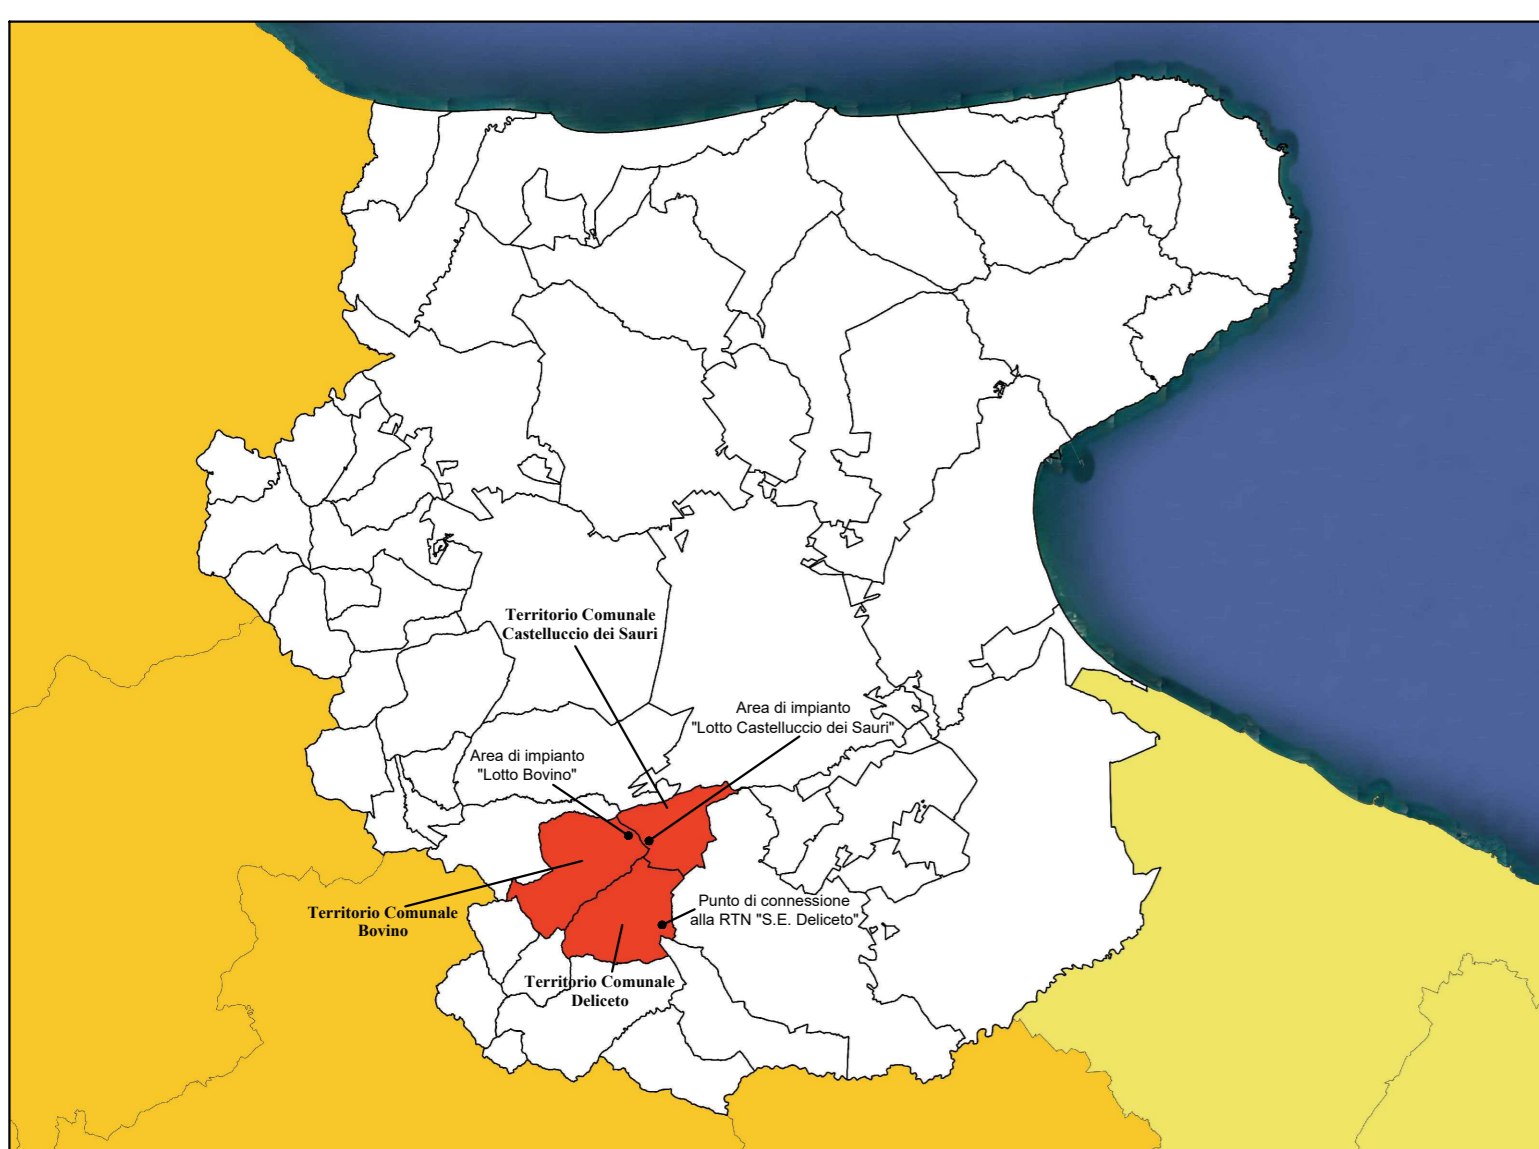 Territorio Comunale
Castelluccio dei Sauri
Area di impianto
"Lotto Castelluccio dei Sauri"
Area di impianto
"Lotto Bovino"
Punto di connessione
alla RTN "S.E. Deliceto"
Territorio Comunale
Bovino
Territorio Comunale
Deliceto